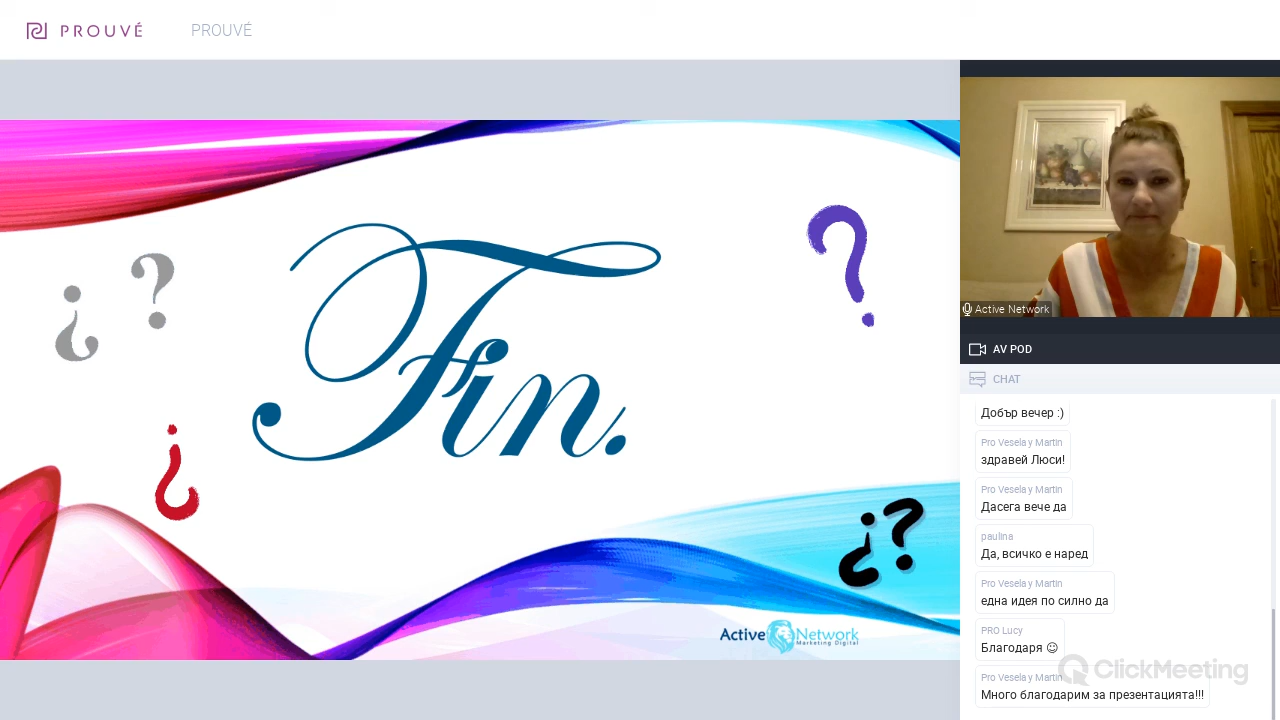 PROUVÉ
PROUVÉ
¿?
?
Fin.
¿
¿?
Active Network
Marketing Digital
Active Network
AV POD
CHAT
Добър вечер :)
Pro Vesela y Martin
здравей Люси!
Pro Vesela y Martin
Дасега вече да
paulina
Да, всичко е наред
Pro Vesela y Martin
една идея по силно да
PRO Lucy
Благодаря ☺
ClickMeeting
Pro Vesela y Martin
Много благодарим за презентацията!!!